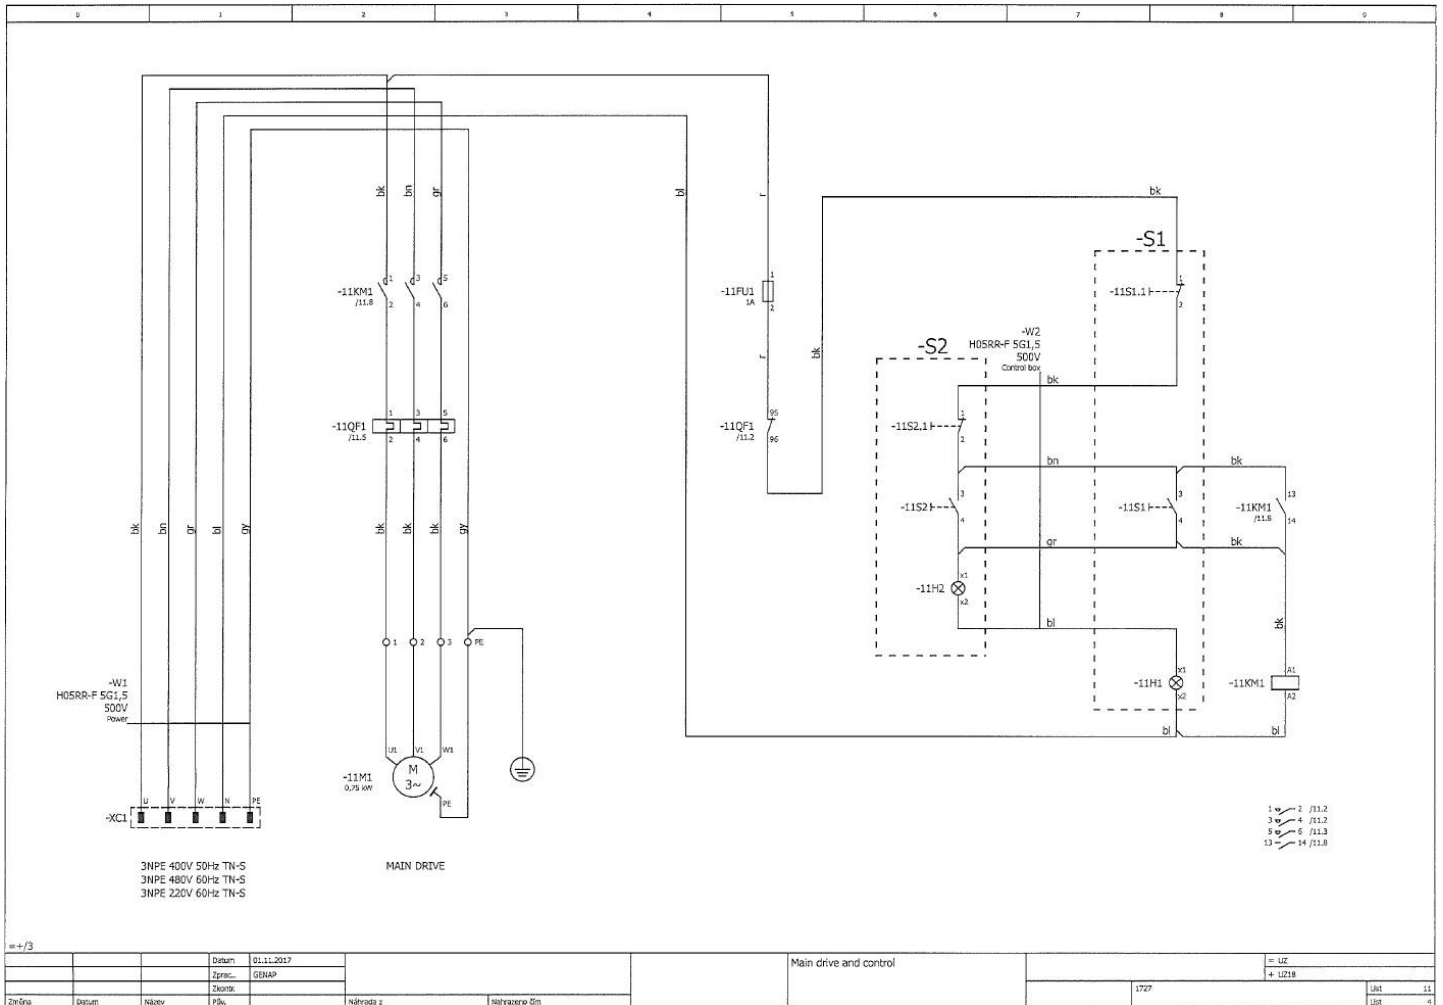 0 1 2 3 4 5 6 7 8 9
bk bn gr bl r bk
-S1
-11KM1 1 3 5
/11.8 2 4 6
-11FU1 1
1A 2
-11S1.1 1
2
-W2
H05RR-F 5G1,5
500V
Control box
-S2
r bk bk
-11QF1 1 3 5
/11.5 2 4 6
-11QF1 95
/11.2 96
-11S2.1 1
2
bn bk
-11S2 3
4
-11S1 3
4
-11KM1 13
/11.8 14
bk bn gr bl gy bk bk bk gy
gr bk
-11H2 x1
x2
bl bk
1 2 3 PE
-W1
H05RR-F 5G1,5
500V
Power
-11H1 x1
x2
-11KM1 A1
A2
bl bl
U1 V1 W1
-11M1 M
0,75 kW 3~
PE
U V W N PE
-XC1
1 2 /11.2
3 4 /11.2
5 6 /11.3
13 14 /11.8
3NPE 400V 50Hz TN-S
3NPE 480V 60Hz TN-S
3NPE 220V 60Hz TN-S
MAIN DRIVE
=+/3
Datum 01.11.2017 Main drive and control = UZ
Zprac. GENAP + UZ18
Zkontr. 1727 List 11
Změna Datum Název Pův. Náhrada z Nahrazeno čím List 4